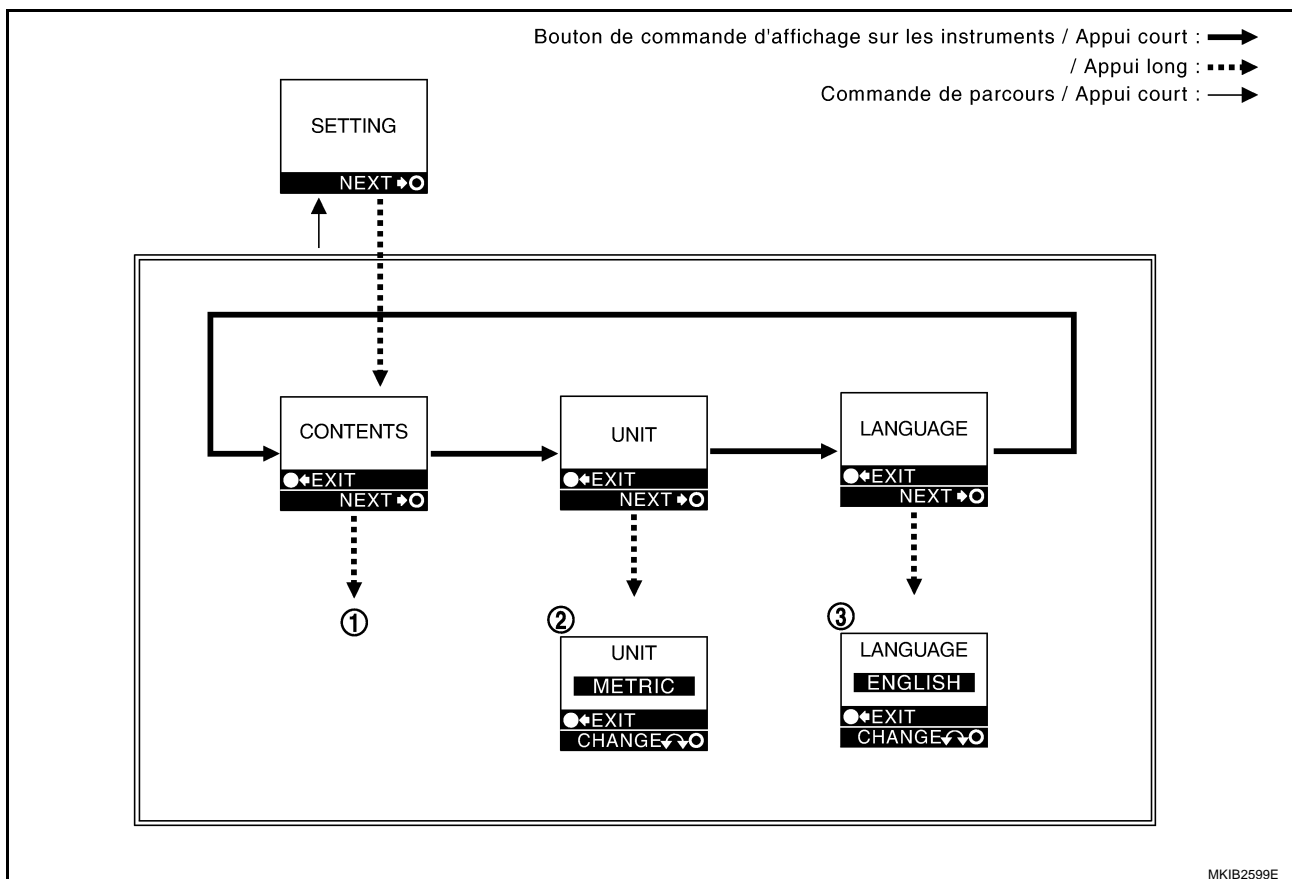 Bouton de commande d'affichage sur les instruments / Appui court :
/ Appui long :
Commande de parcours / Appui court :
SETTING
NEXT
CONTENTS
EXIT
NEXT
UNIT
EXIT
NEXT
LANGUAGE
EXIT
NEXT
①
②
UNIT
METRIC
EXIT
CHANGE
③
LANGUAGE
ENGLISH
EXIT
CHANGE
MKIB2599E